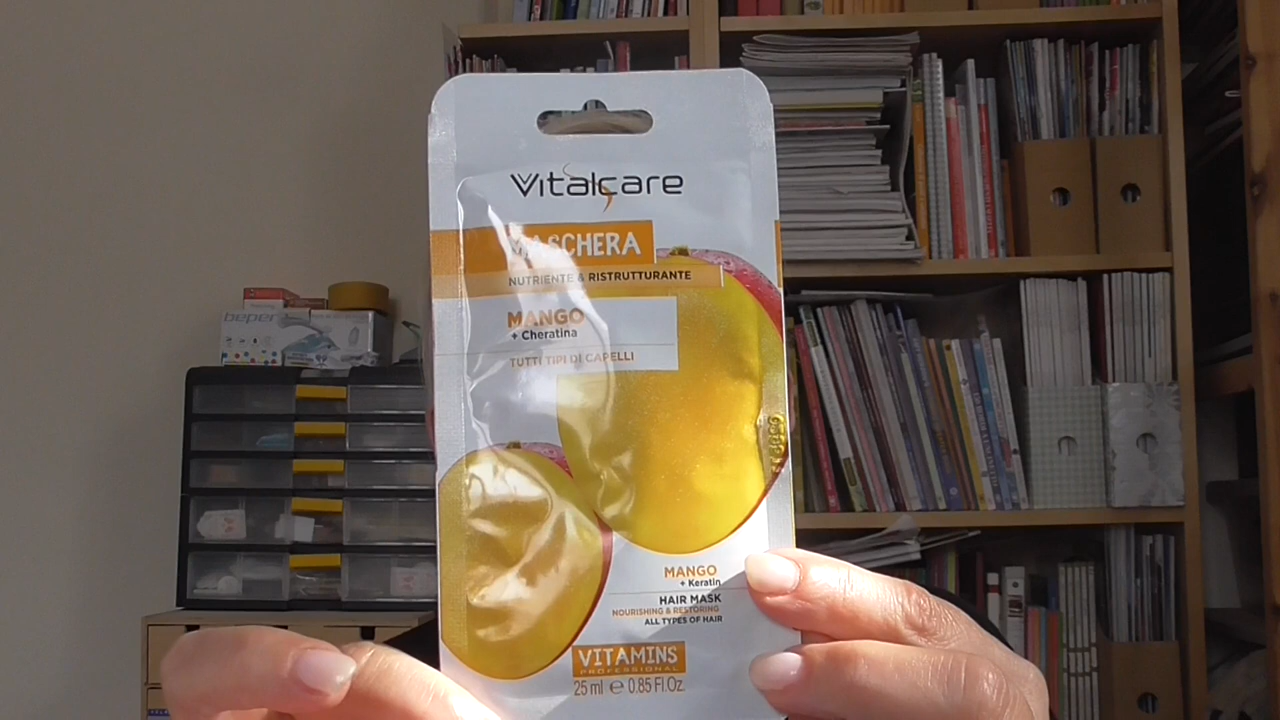 Vitalcare
MASCHERA
NUTRIENTE & RISTRUTTURANTE
MANGO
+ Cheratina
TUTTI TIPI DI CAPELLI
beper
MANGO
+ Keratin
HAIR MASK
NOURISHING & RESTORING
ALL TYPES OF HAIR
VITAMINS
PROFESSIONAL
25 ml ℮ 0.85 Fl.Oz.